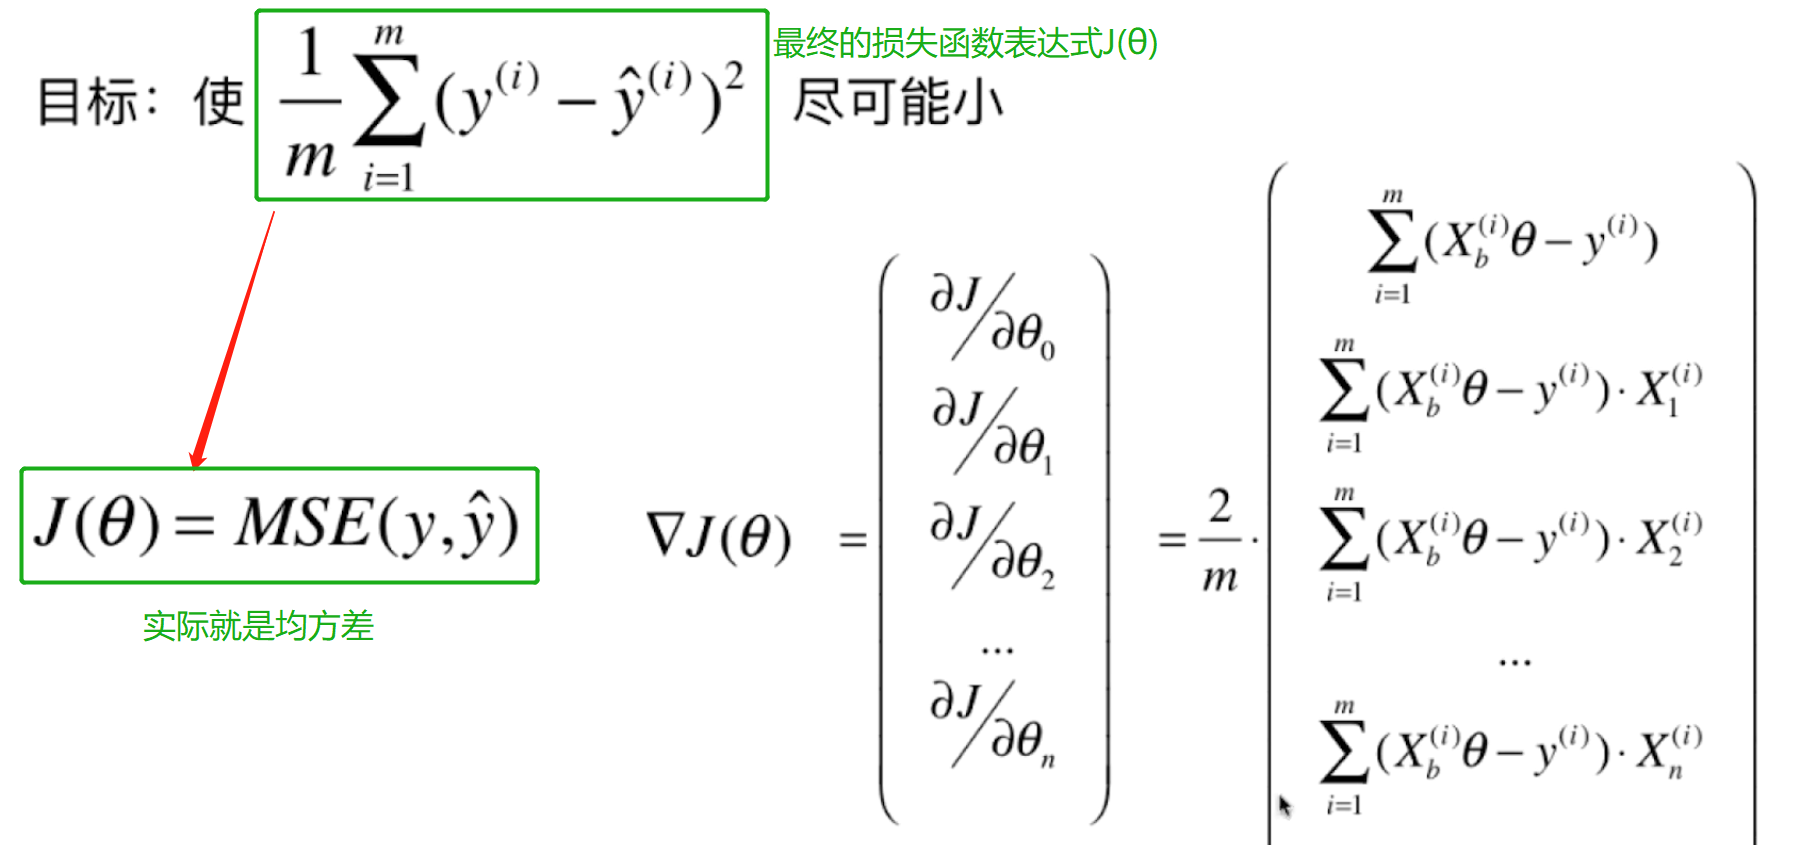 最终的损失函数表达式J(θ)
目标：使 $\frac{1}{m}\sum_{i=1}^{m}(y^{(i)} - \hat{y}^{(i)})^2$ 尽可能小
$J(\theta) = MSE(y, \hat{y})$
实际就是均方差
$\nabla J(\theta) = \begin{pmatrix} \partial J / \partial\theta_0 \\ \partial J / \partial\theta_1 \\ \partial J / \partial\theta_2 \\ \cdots \\ \partial J / \partial\theta_n \end{pmatrix} = \frac{2}{m} \cdot \begin{pmatrix} \sum_{i=1}^{m}(X_b^{(i)}\theta - y^{(i)}) \\ \sum_{i=1}^{m}(X_b^{(i)}\theta - y^{(i)}) \cdot X_1^{(i)} \\ \sum_{i=1}^{m}(X_b^{(i)}\theta - y^{(i)}) \cdot X_2^{(i)} \\ \cdots \\ \sum_{i=1}^{m}(X_b^{(i)}\theta - y^{(i)}) \cdot X_n^{(i)} \end{pmatrix}$